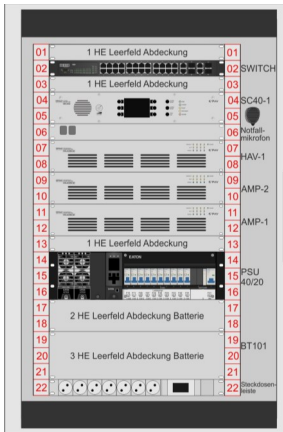 01 1 HE Leerfeld Abdeckung 01
02 02 SWITCH
03 1 HE Leerfeld Abdeckung 03
04 04 SC40-1
05 05
06 06 Notfall-
mikrofon
07 07
08 08 HAV-1
09 09
10 10 AMP-2
11 11
12 12 AMP-1
13 1 HE Leerfeld Abdeckung 13
14 EATON 14
15 15 PSU
16 16 40/20
17 17
18 2 HE Leerfeld Abdeckung Batterie 18
19 19 BT101
20 3 HE Leerfeld Abdeckung Batterie 20
21 21
22 22 Steckdosen-
leiste